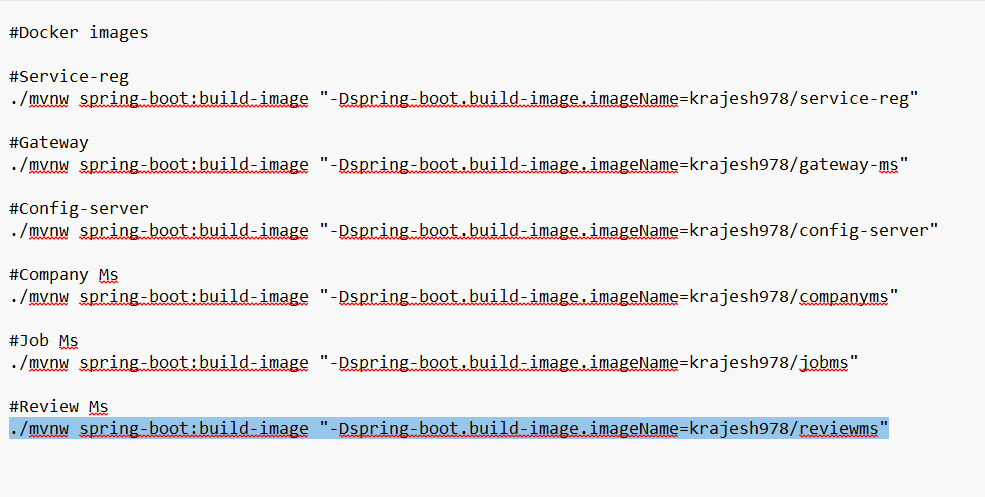 #Docker images
#Service-reg
./mvnw spring-boot:build-image "-Dspring-boot.build-image.imageName=krajesh978/service-reg"
#Gateway
./mvnw spring-boot:build-image "-Dspring-boot.build-image.imageName=krajesh978/gateway-ms"
#Config-server
./mvnw spring-boot:build-image "-Dspring-boot.build-image.imageName=krajesh978/config-server"
#Company Ms
./mvnw spring-boot:build-image "-Dspring-boot.build-image.imageName=krajesh978/companyms"
#Job Ms
./mvnw spring-boot:build-image "-Dspring-boot.build-image.imageName=krajesh978/jobms"
#Review Ms
./mvnw spring-boot:build-image "-Dspring-boot.build-image.imageName=krajesh978/reviewms"